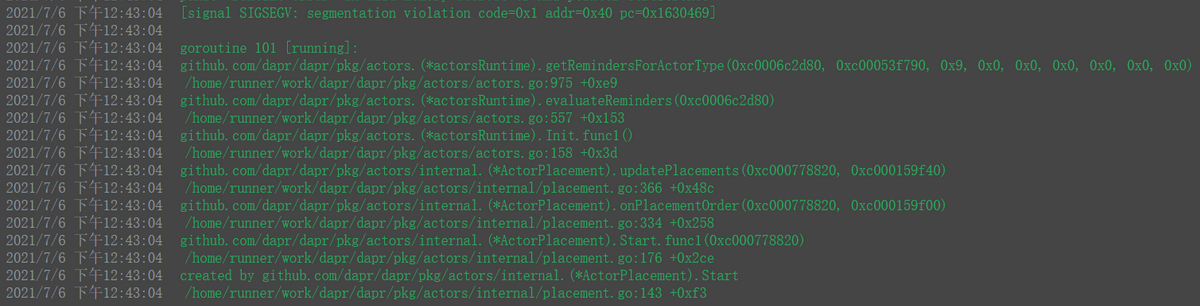 2021/7/6 下午12:43:04 [signal SIGSEGV: segmentation violation code=0x1 addr=0x40 pc=0x1630469]
2021/7/6 下午12:43:04
2021/7/6 下午12:43:04 goroutine 101 [running]:
2021/7/6 下午12:43:04 github.com/dapr/dapr/pkg/actors.(*actorsRuntime).getRemindersForActorType(0xc0006c2d80, 0xc00053f790, 0x9, 0x0, 0x0, 0x0, 0x0, 0x0, 0x0)
2021/7/6 下午12:43:04 /home/runner/work/dapr/dapr/pkg/actors/actors.go:975 +0xe9
2021/7/6 下午12:43:04 github.com/dapr/dapr/pkg/actors.(*actorsRuntime).evaluateReminders(0xc0006c2d80)
2021/7/6 下午12:43:04 /home/runner/work/dapr/dapr/pkg/actors/actors.go:557 +0x153
2021/7/6 下午12:43:04 github.com/dapr/dapr/pkg/actors.(*actorsRuntime).Init.func1()
2021/7/6 下午12:43:04 /home/runner/work/dapr/dapr/pkg/actors/actors.go:158 +0x3d
2021/7/6 下午12:43:04 github.com/dapr/dapr/pkg/actors/internal.(*ActorPlacement).updatePlacements(0xc000778820, 0xc000159f40)
2021/7/6 下午12:43:04 /home/runner/work/dapr/dapr/pkg/actors/internal/placement.go:366 +0x48c
2021/7/6 下午12:43:04 github.com/dapr/dapr/pkg/actors/internal.(*ActorPlacement).onPlacementOrder(0xc000778820, 0xc000159f00)
2021/7/6 下午12:43:04 /home/runner/work/dapr/dapr/pkg/actors/internal/placement.go:334 +0x258
2021/7/6 下午12:43:04 github.com/dapr/dapr/pkg/actors/internal.(*ActorPlacement).Start.func1(0xc000778820)
2021/7/6 下午12:43:04 /home/runner/work/dapr/dapr/pkg/actors/internal/placement.go:176 +0x2ce
2021/7/6 下午12:43:04 created by github.com/dapr/dapr/pkg/actors/internal.(*ActorPlacement).Start
2021/7/6 下午12:43:04 /home/runner/work/dapr/dapr/pkg/actors/internal/placement.go:143 +0xf3